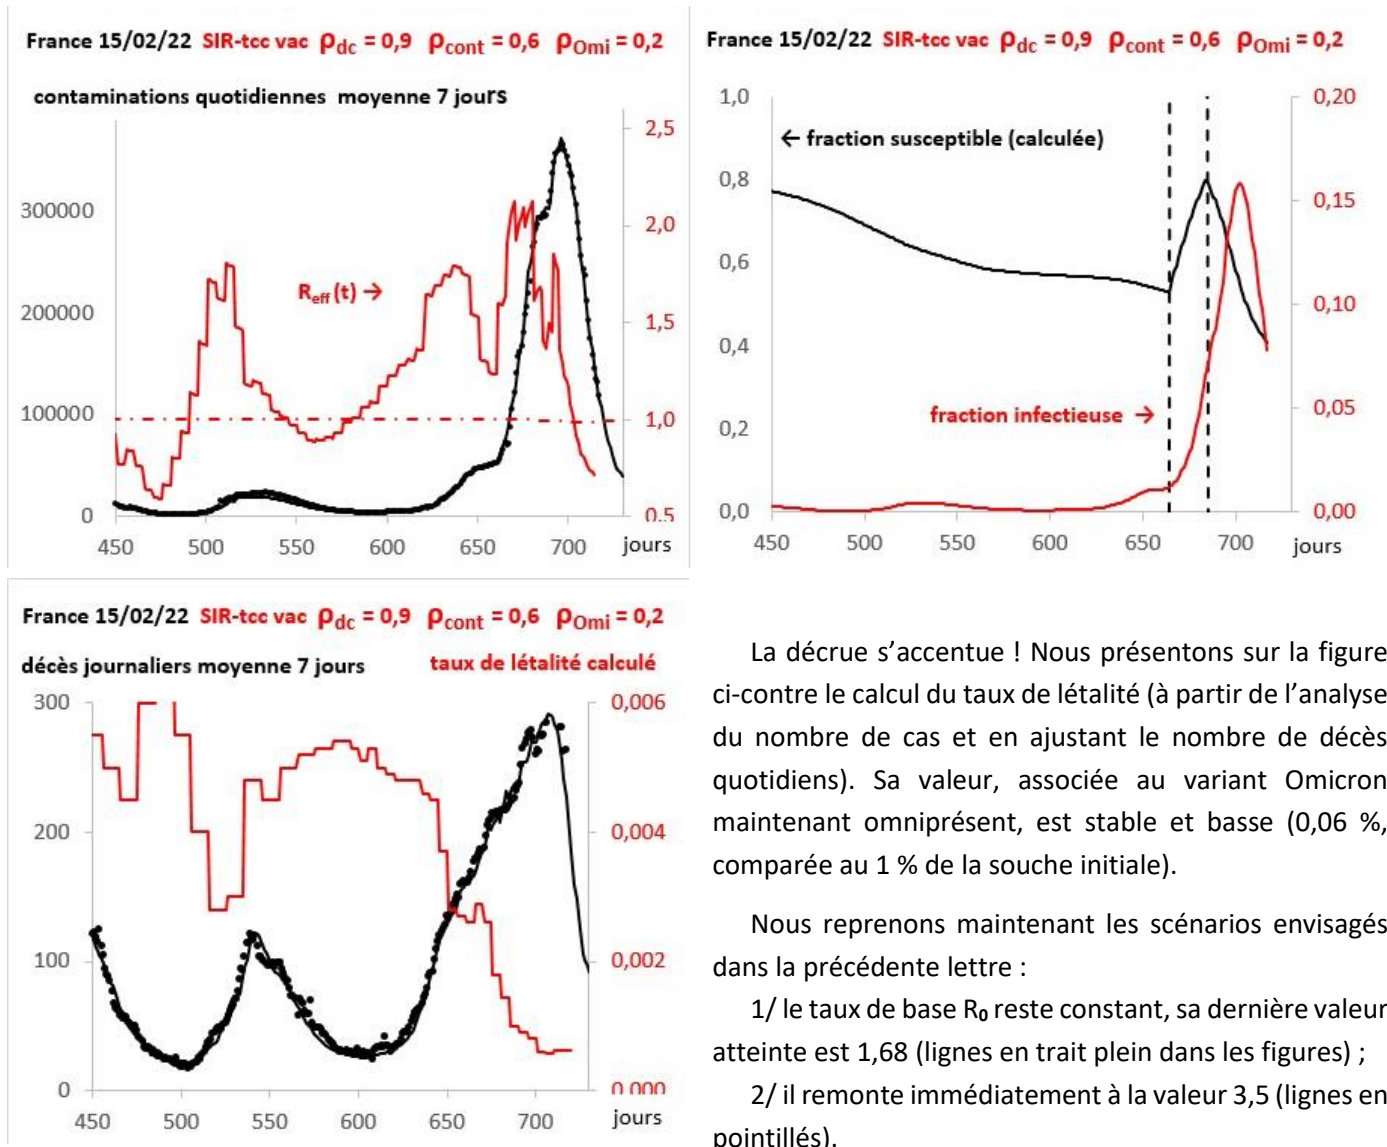 France 15/02/22 SIR-tcc vac ρdc = 0,9 ρcont = 0,6 ρOmi = 0,2
contaminations quotidiennes moyenne 7 jours
2,5
2,0
1,5
1,0
0.5
300000
200000
100000
0
Reff (t) →
450 500 550 600 650 700 jours
France 15/02/22 SIR-tcc vac ρdc = 0,9 ρcont = 0,6 ρOmi = 0,2
1,0
0,8
0,6
0,4
0,2
0,0
← fraction susceptible (calculée)
fraction infectieuse →
0,20
0,15
0,10
0,05
0,00
450 500 550 600 650 700 jours
France 15/02/22 SIR-tcc vac ρdc = 0,9 ρcont = 0,6 ρOmi = 0,2
décès journaliers moyenne 7 jours taux de létalité calculé
300
200
100
0
0,006
0,004
0,002
0.000
450 500 550 600 650 700 jours
La décrue s’accentue ! Nous présentons sur la figure
ci-contre le calcul du taux de létalité (à partir de l’analyse
du nombre de cas et en ajustant le nombre de décès
quotidiens). Sa valeur, associée au variant Omicron
maintenant omniprésent, est stable et basse (0,06 %,
comparée au 1 % de la souche initiale).
Nous reprenons maintenant les scénarios envisagés
dans la précédente lettre :
1/ le taux de base R₀ reste constant, sa dernière valeur
atteinte est 1,68 (lignes en trait plein dans les figures) ;
2/ il remonte immédiatement à la valeur 3,5 (lignes en
pointillés).